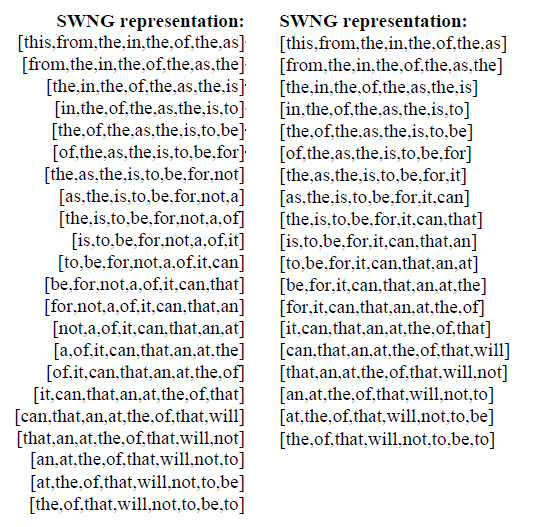 SWNG representation:
[this,from,the,in,the,of,the,as]
[from,the,in,the,of,the,as,the]
[the,in,the,of,the,as,the,is]
[in,the,of,the,as,the,is,to]
[the,of,the,as,the,is,to,be]
[of,the,as,the,is,to,be,for]
[the,as,the,is,to,be,for,not]
[as,the,is,to,be,for,not,a]
[the,is,to,be,for,not,a,of]
[is,to,be,for,not,a,of,it]
[to,be,for,not,a,of,it,can]
[be,for,not,a,of,it,can,that]
[for,not,a,of,it,can,that,an]
[not,a,of,it,can,that,an,at]
[a,of,it,can,that,an,at,the]
[of,it,can,that,an,at,the,of]
[it,can,that,an,at,the,of,that]
[can,that,an,at,the,of,that,will]
[that,an,at,the,of,that,will,not]
[an,at,the,of,that,will,not,to]
[at,the,of,that,will,not,to,be]
[the,of,that,will,not,to,be,to]
SWNG representation:
[this,from,the,in,the,of,the,as]
[from,the,in,the,of,the,as,the]
[the,in,the,of,the,as,the,is]
[in,the,of,the,as,the,is,to]
[the,of,the,as,the,is,to,be]
[of,the,as,the,is,to,be,for]
[the,as,the,is,to,be,for,it]
[as,the,is,to,be,for,it,can]
[the,is,to,be,for,it,can,that]
[is,to,be,for,it,can,that,an]
[to,be,for,it,can,that,an,at]
[be,for,it,can,that,an,at,the]
[for,it,can,that,an,at,the,of]
[it,can,that,an,at,the,of,that]
[can,that,an,at,the,of,that,will]
[that,an,at,the,of,that,will,not]
[an,at,the,of,that,will,not,to]
[at,the,of,that,will,not,to,be]
[the,of,that,will,not,to,be,to]